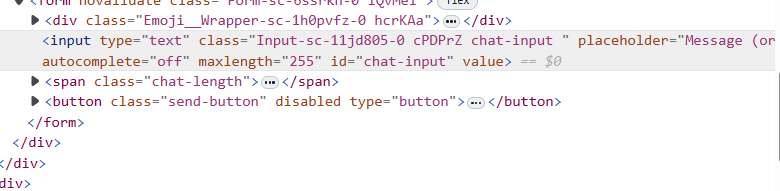 <form novalidate class="Form-sc-6ssrkh-0 iQvMeI"> flex
<div class="Emoji__Wrapper-sc-1h0pvfz-0 hcrKAa"> ••• </div>
<input type="text" class="Input-sc-11jd805-0 cPDPrZ chat-input " placeholder="Message (or
autocomplete="off" maxlength="255" id="chat-input" value> == $0
<span class="chat-length"> ••• </span>
<button class="send-button" disabled type="button"> ••• </button>
</form>
</div>
</div>
div>